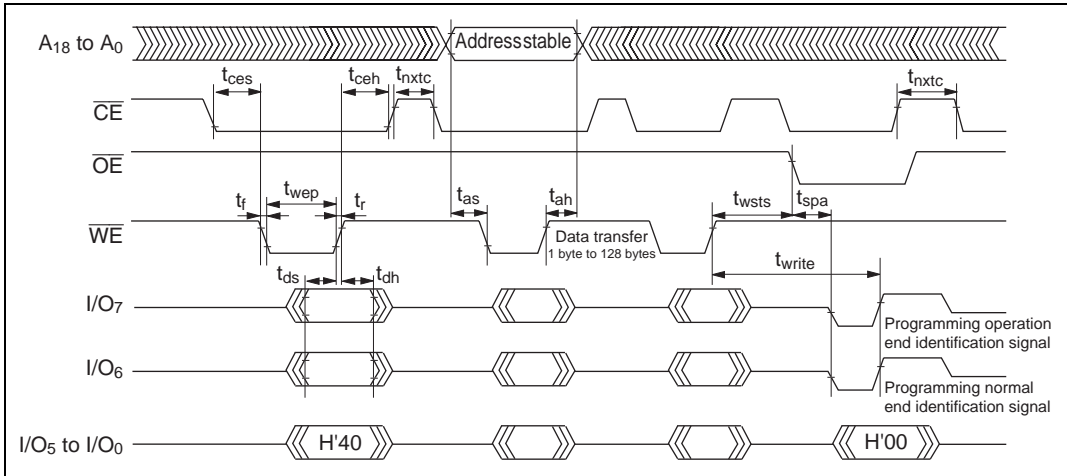 A18 to A0
Address stable
tces
tceh
tnxtc
tnxtc
CE
OE
twep
tas
tah
twsts
tspa
tf
tr
WE
Data transfer
1 byte to 128 bytes
twrite
tds
tdh
I/O7
Programming operation
end identification signal
I/O6
Programming normal
end identification signal
I/O5 to I/O0
H'40
H'00